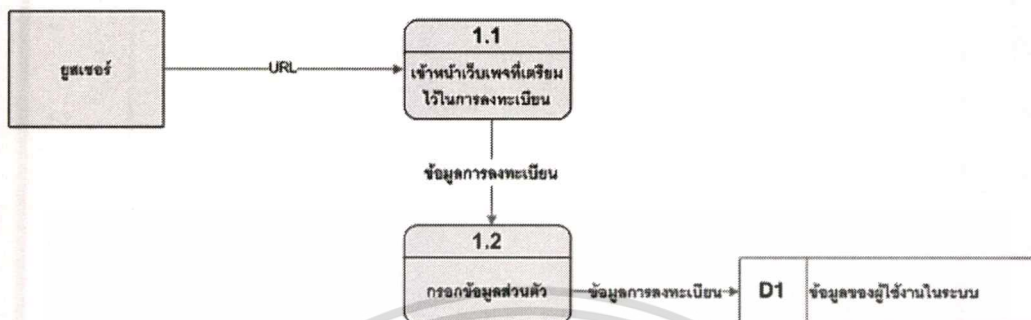 ยูสเซอร์
URL
1.1
เข้าหน้าเว็บเพจที่เตรียม
ไว้ในการลงทะเบียน
ข้อมูลการลงทะเบียน
1.2
กรอกข้อมูลส่วนตัว
ข้อมูลการลงทะเบียน
D1
ข้อมูลของผู้ใช้งานในระบบ